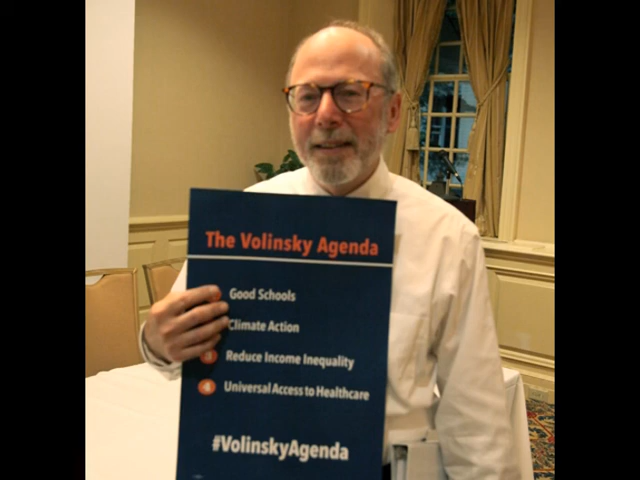 The Volinsky Agenda
Good Schools
Climate Action
3 Reduce Income Inequality
4 Universal Access to Healthcare
#VolinskyAgenda